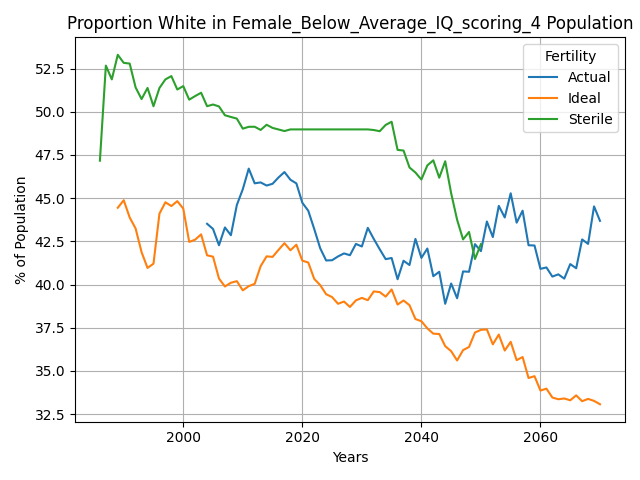 Proportion White in Female_Below_Average_IQ_scoring_4 Population
Fertility
Actual
Ideal
Sterile
% of Population
52.5
50.0
47.5
45.0
42.5
40.0
37.5
35.0
32.5
2000
2020
2040
2060
Years